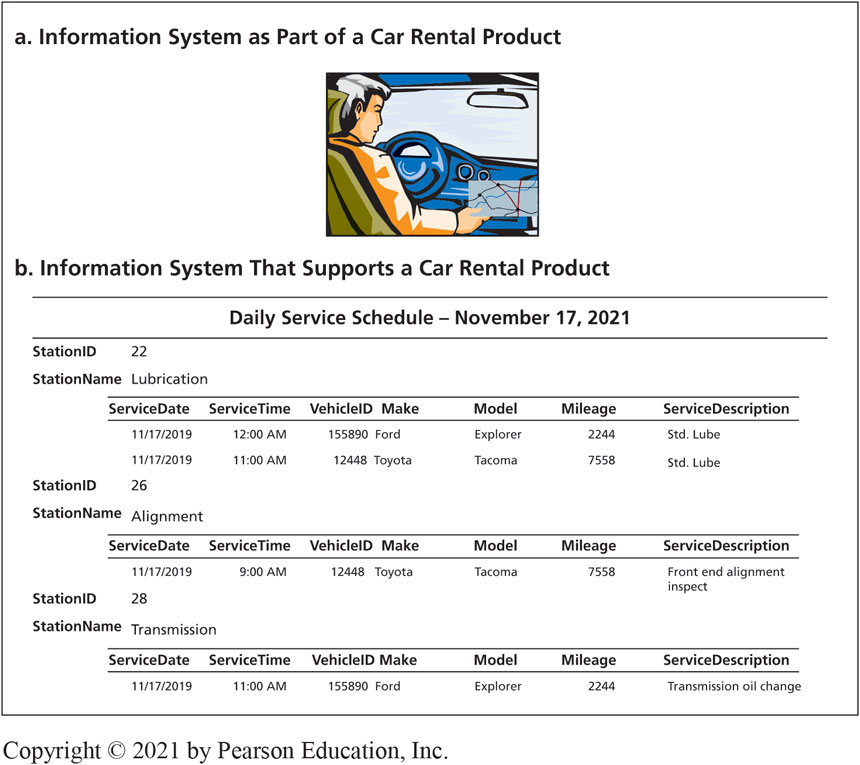 a. Information System as Part of a Car Rental Product
b. Information System That Supports a Car Rental Product
Daily Service Schedule – November 17, 2021
StationID 22
StationName Lubrication
ServiceDate ServiceTime VehicleID Make Model Mileage ServiceDescription
11/17/2019 12:00 AM 155890 Ford Explorer 2244 Std. Lube
11/17/2019 11:00 AM 12448 Toyota Tacoma 7558 Std. Lube
StationID 26
StationName Alignment
ServiceDate ServiceTime VehicleID Make Model Mileage ServiceDescription
11/17/2019 9:00 AM 12448 Toyota Tacoma 7558 Front end alignment
inspect
StationID 28
StationName Transmission
ServiceDate ServiceTime VehicleID Make Model Mileage ServiceDescription
11/17/2019 11:00 AM 155890 Ford Explorer 2244 Transmission oil change
Copyright © 2021 by Pearson Education, Inc.